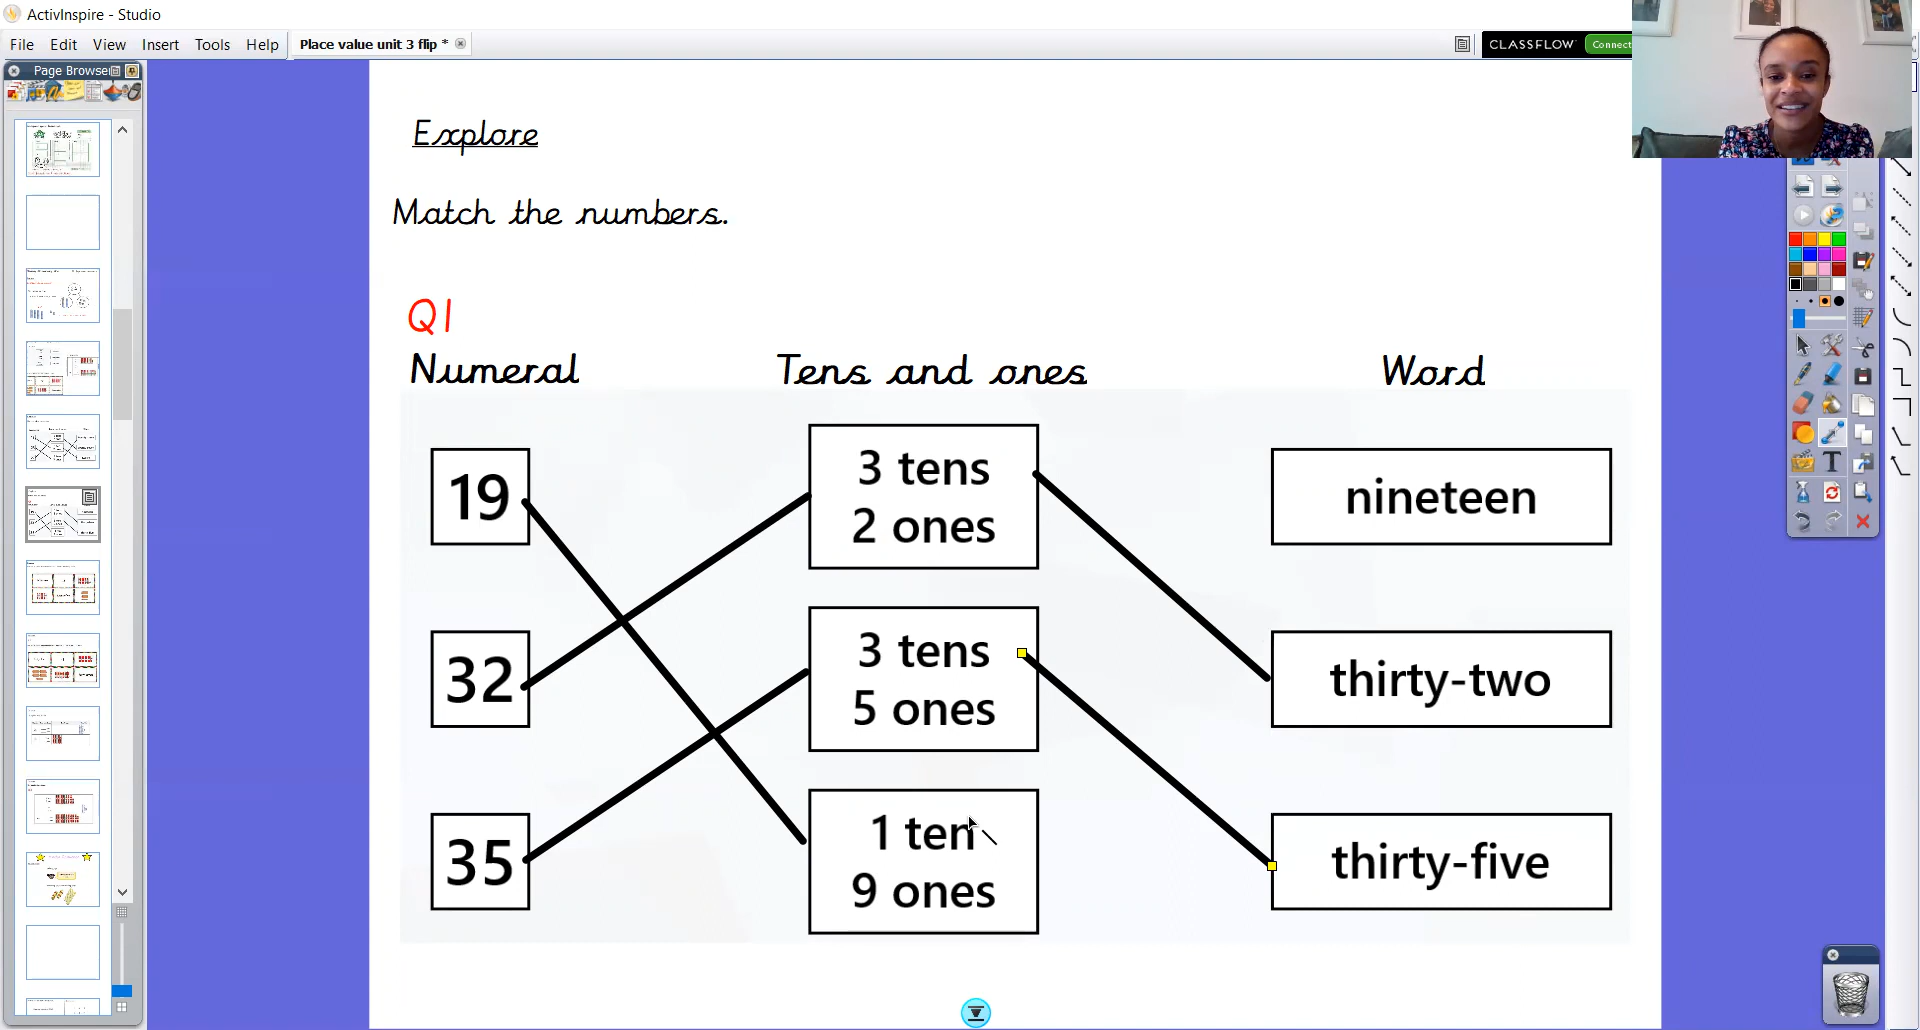 ActivInspire - Studio
File Edit View Insert Tools Help
Place value unit 3 flip *
CLASSFLOW Connect
Page Browser
Explore
Match the numbers.
Q1
Numeral Tens and ones Word
19
3 tens
2 ones
nineteen
32
3 tens
5 ones
thirty-two
35
1 ten
9 ones
thirty-five